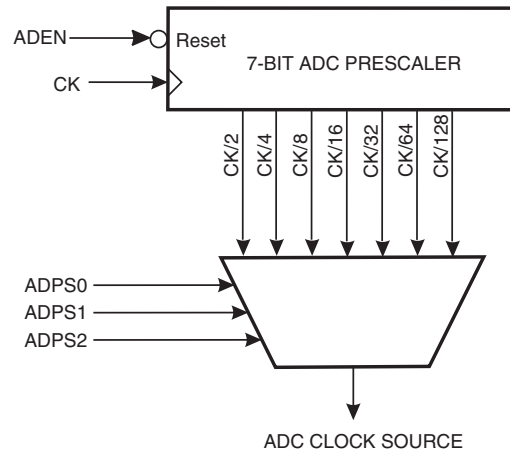 ADEN
Reset
7-BIT ADC PRESCALER
CK
CK/2
CK/4
CK/8
CK/16
CK/32
CK/64
CK/128
ADPS0
ADPS1
ADPS2
ADC CLOCK SOURCE